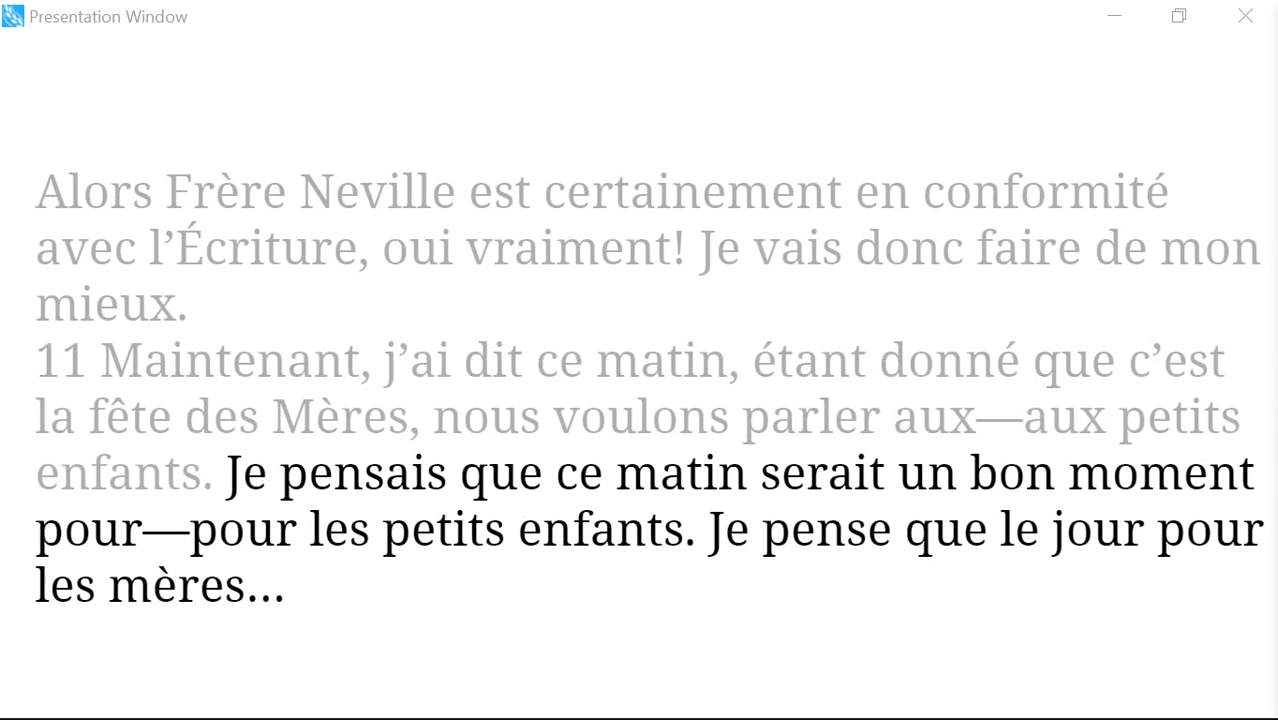 Presentation Window
Alors Frère Neville est certainement en conformité
avec l’Écriture, oui vraiment! Je vais donc faire de mon
mieux.
11 Maintenant, j’ai dit ce matin, étant donné que c’est
la fête des Mères, nous voulons parler aux—aux petits
enfants. Je pensais que ce matin serait un bon moment
pour—pour les petits enfants. Je pense que le jour pour
les mères…